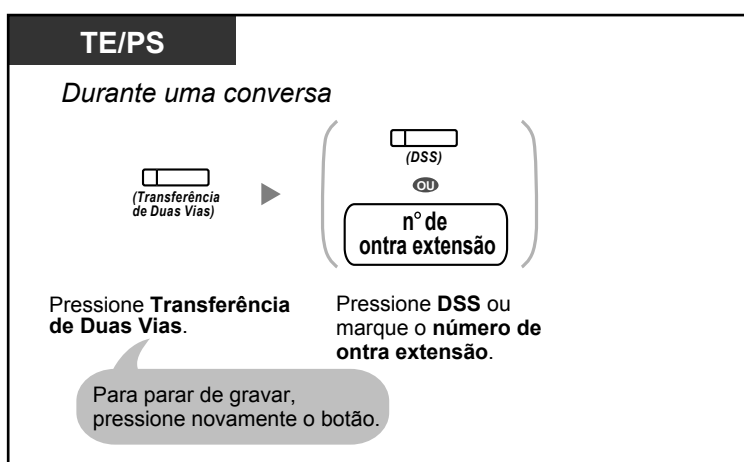 TE/PS
Durante uma conversa
(Transferência
de Duas Vias)
(DSS)
OU
n° de
ontra extensão
Pressione Transferência
de Duas Vias.
Pressione DSS ou
marque o número de
ontra extensão.
Para parar de gravar,
pressione novamente o botão.